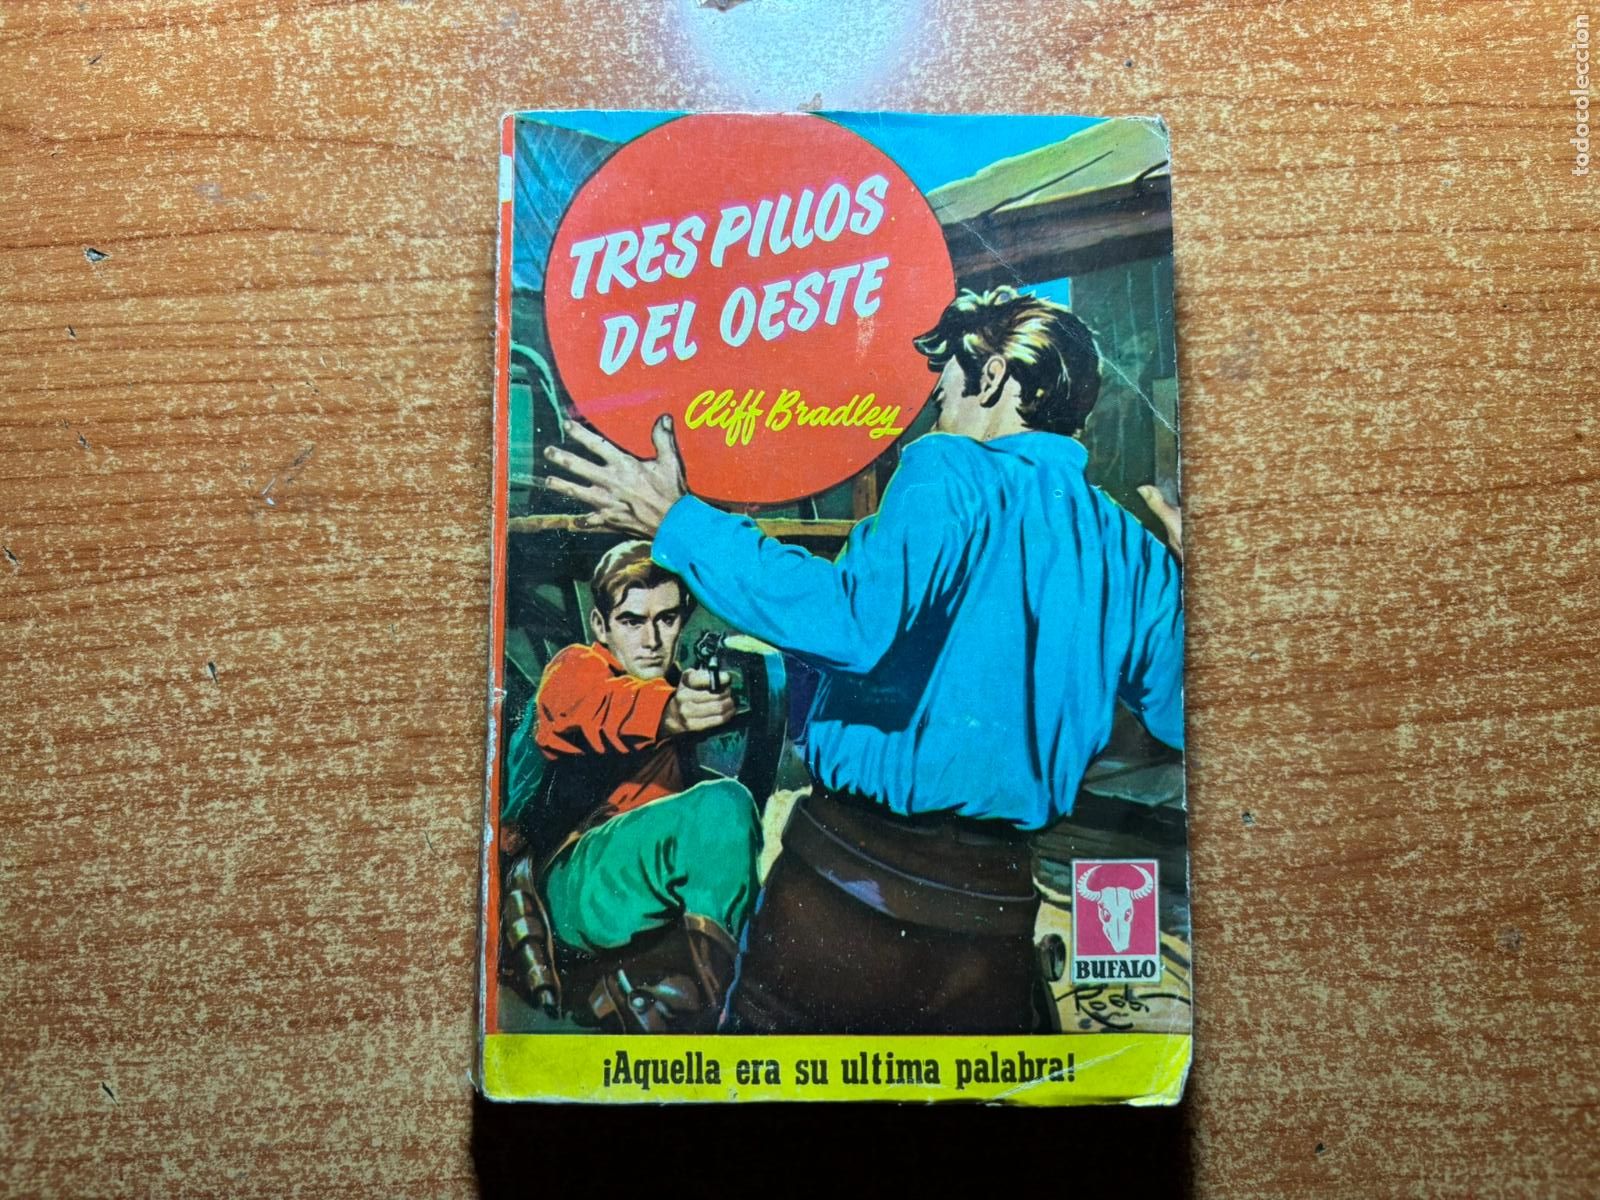 TRES PILLOS
DEL OESTE
Cliff Bradley
BUFALO
¡Aquella era su ultima palabra!
todocoleccion